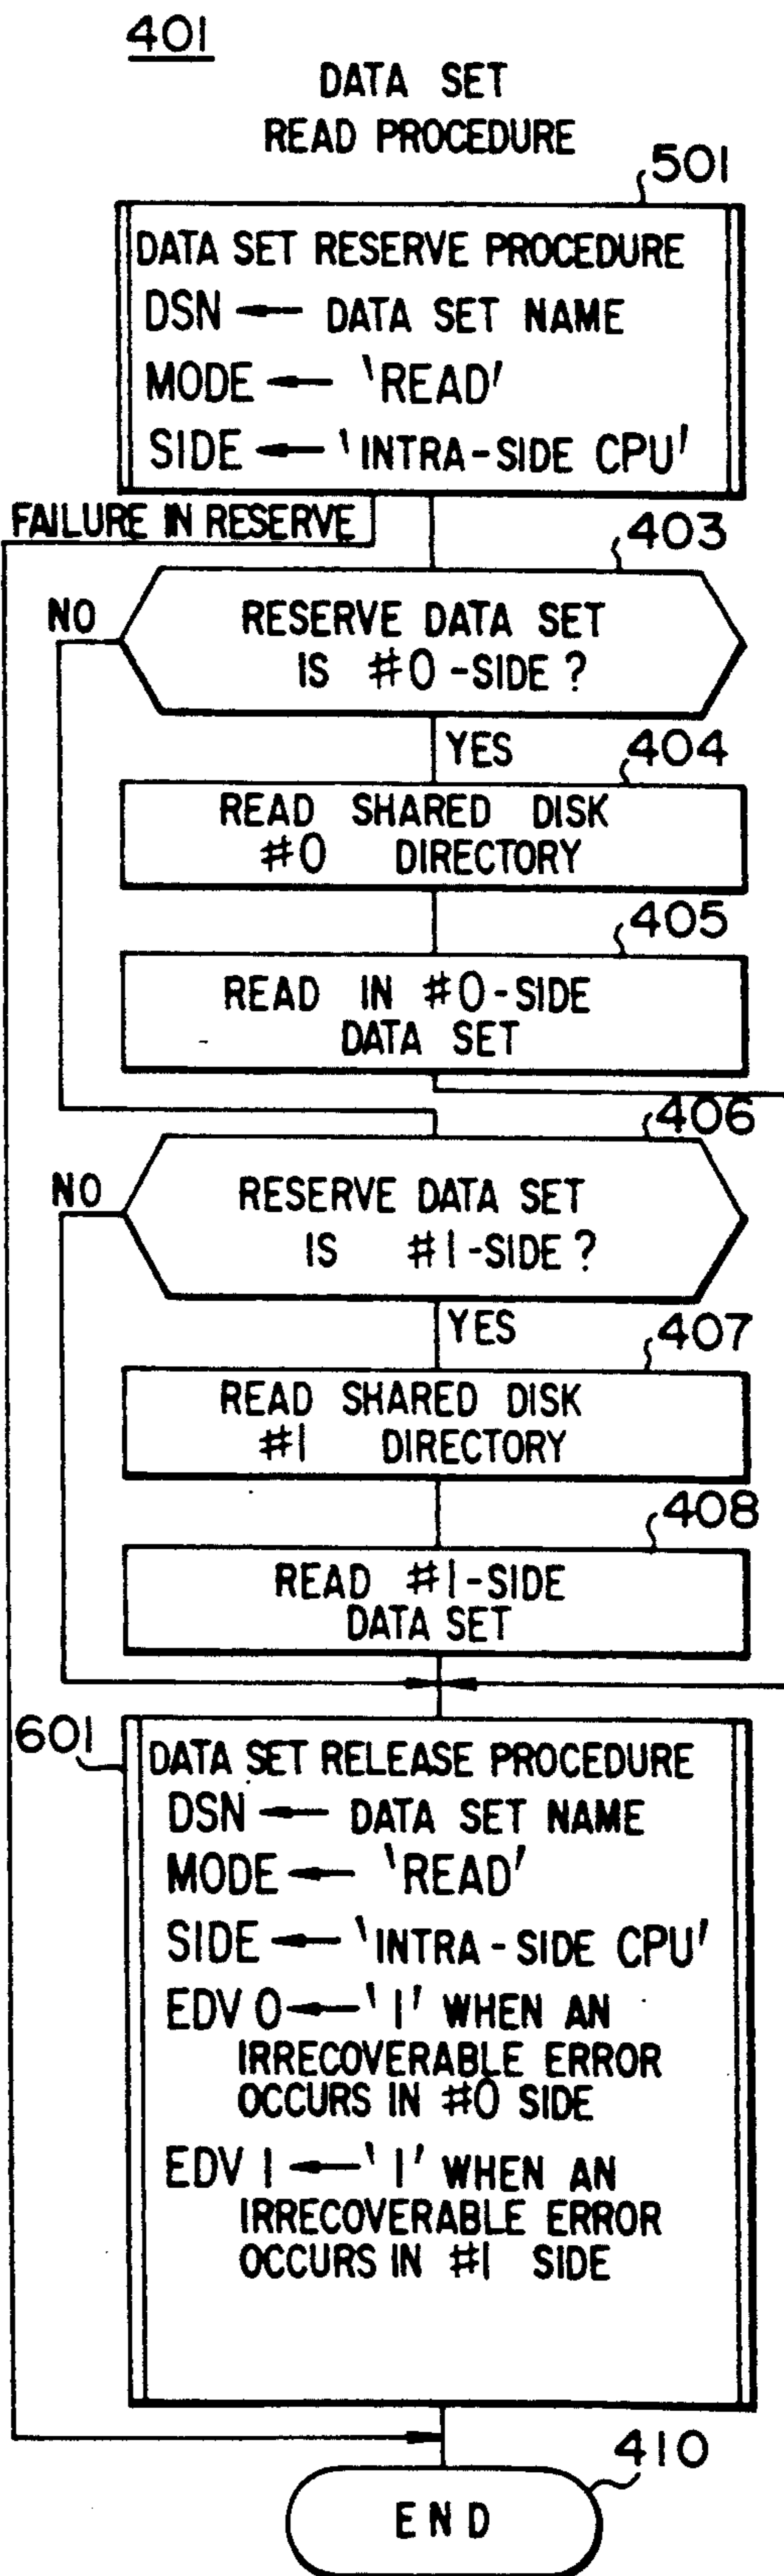 401
DATA SET
READ PROCEDURE
501
DATA SET RESERVE PROCEDURE
DSN ← DATA SET NAME
MODE ← 'READ'
SIDE ← 'INTRA-SIDE CPU'
FAILURE IN RESERVE
403
NO
RESERVE DATA SET
IS #0-SIDE?
YES
404
READ SHARED DISK
#0 DIRECTORY
405
READ IN #0-SIDE
DATA SET
406
NO
RESERVE DATA SET
IS #1-SIDE?
YES
407
READ SHARED DISK
#1 DIRECTORY
408
READ #1-SIDE
DATA SET
601
DATA SET RELEASE PROCEDURE
DSN ← DATA SET NAME
MODE ← 'READ'
SIDE ← 'INTRA-SIDE CPU'
EDV 0 ← '1' WHEN AN
IRRECOVERABLE ERROR
OCCURS IN #0 SIDE
EDV 1 ← '1' WHEN AN
IRRECOVERABLE ERROR
OCCURS IN #1 SIDE
410
END